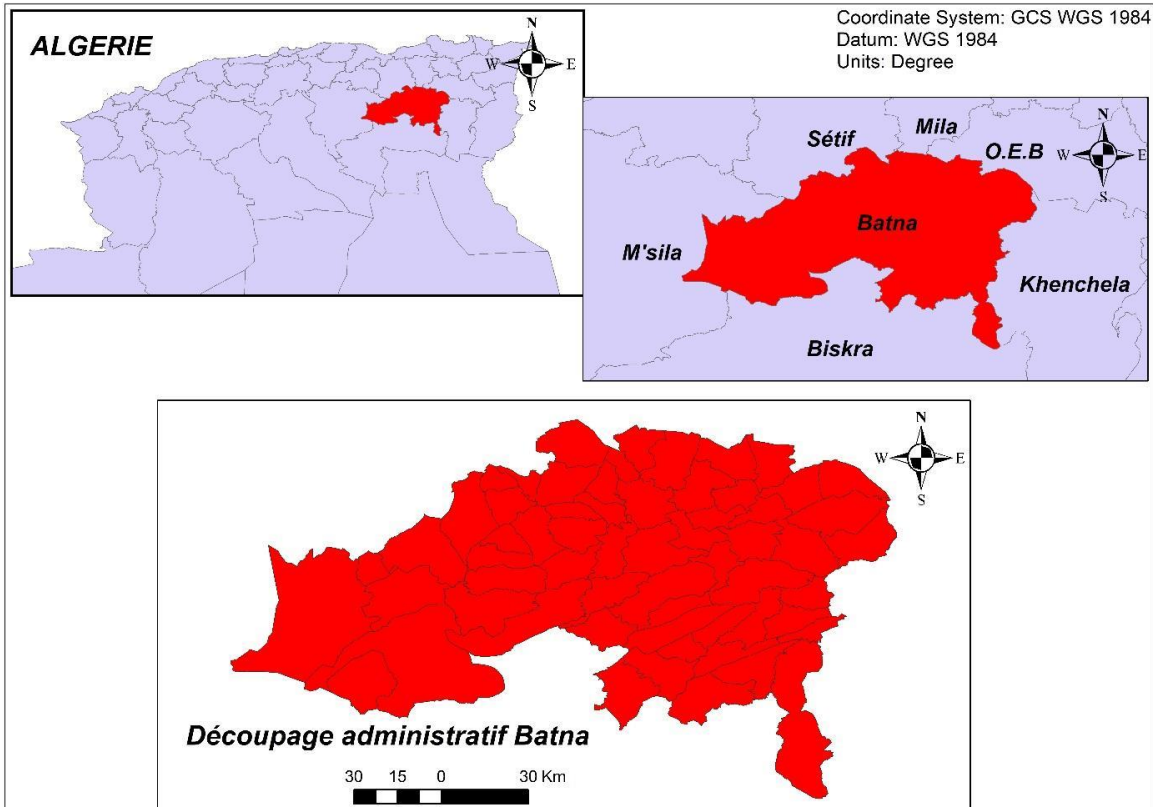 ALGERIE
N
W E
S
Coordinate System: GCS WGS 1984
Datum: WGS 1984
Units: Degree
Mila
Sétif
O.E.B
N
W E
S
Batna
M'sila
Khenchela
Biskra
N
W E
S
Découpage administratif Batna
30 15 0 30 Km